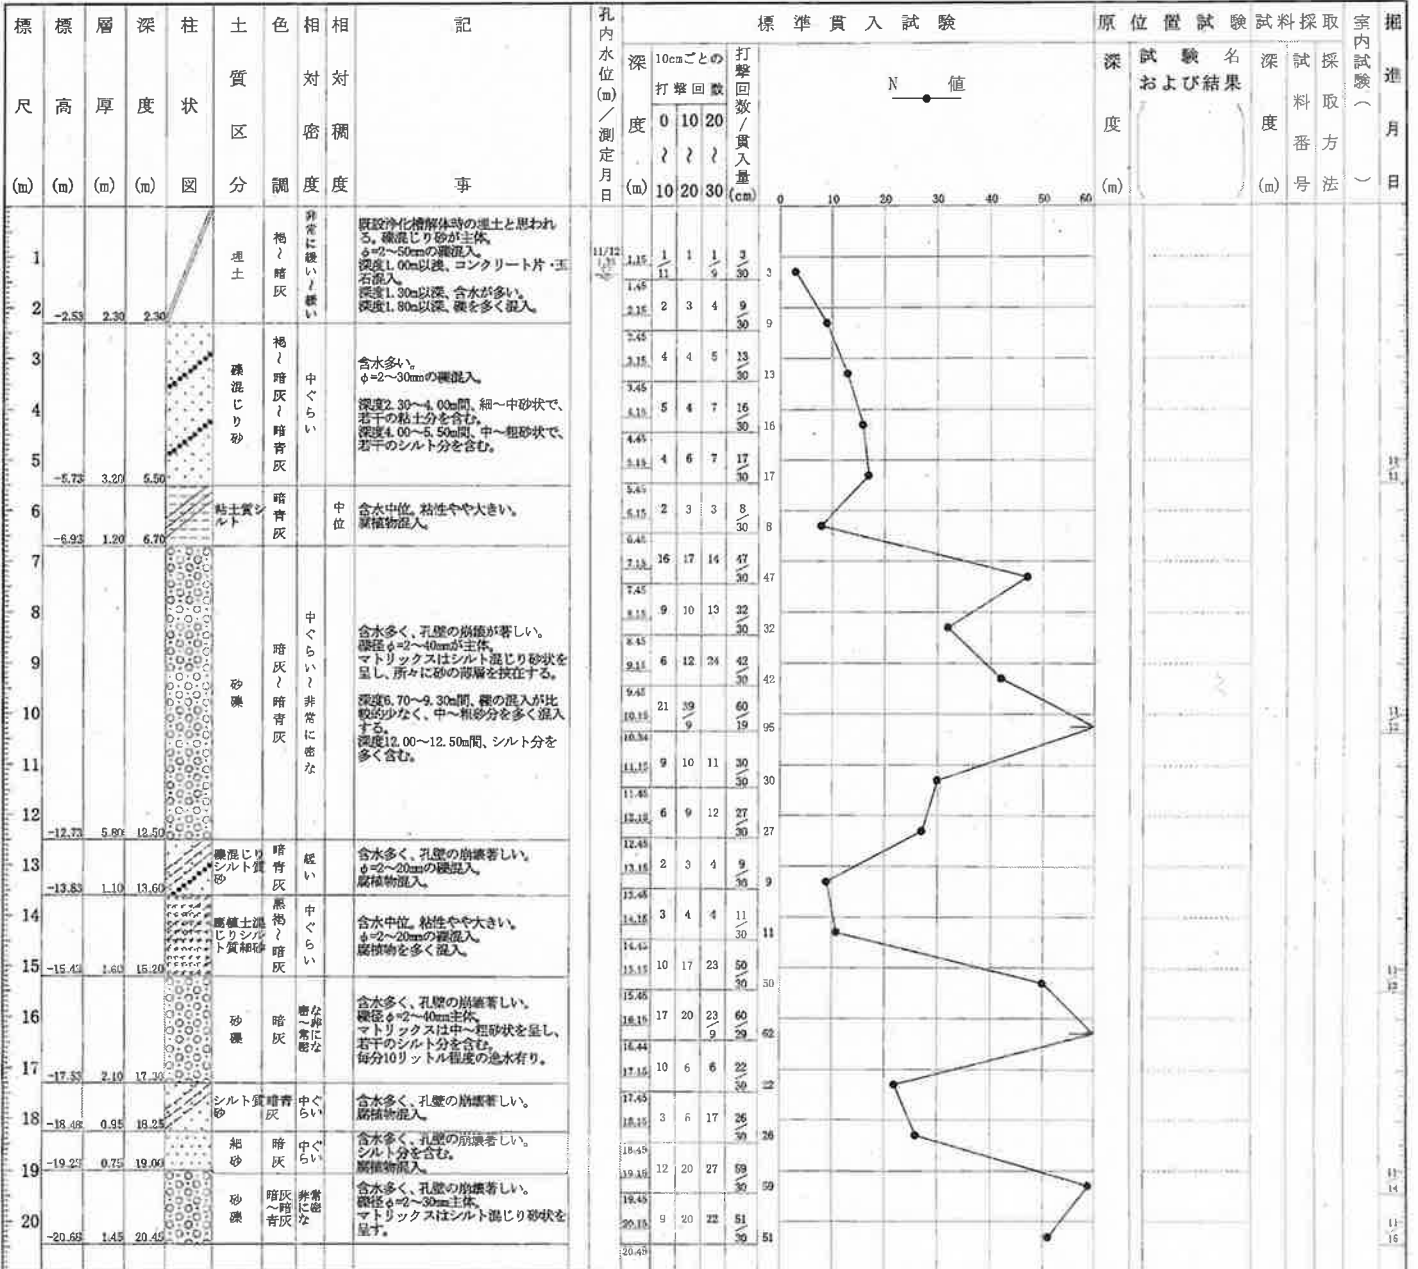 標尺(m)
標高(m)
層厚(m)
深度(m)
柱状図
土質区分
色調
相対密度
相対稠度
記事
孔内水位(m)／測定月日
標準貫入試験
深度(m)
10cmごとの打撃回数
0〜10
10〜20
20〜30
打撃回数/貫入量(cm)
N 値
0 10 20 30 40 50 60
原位置試験
深度(m)
試験名および結果
試料採取
深度(m)
試料番号
採取方法
室内試験( )
掘進月日
1
2
-2.53 2.30 2.30
埋土
褐〜暗灰
非常に緩い〜緩い
既設浄化槽解体時の埋土と思われ
る。礫混じり砂が主体。
φ=2〜50mmの礫混入。
深度1.00m以浅、コンクリート片・玉
石混入。
深度1.30m以深、含水が多い。
深度1.80m以深、礫を多く混入。
11/12
1.15 1/11 1 1/9 3/30 3
1.45
2.15 2 3 4 9/30 9
2.45
3
4
5
-5.73 3.20 5.50
礫混じり砂
褐〜暗灰〜暗青灰
中ぐらい
含水多い。
φ=2〜30mmの礫混入。
深度2.30〜4.00m間、細〜中砂状で、
若干の粘土分を含む。
深度4.00〜5.50m間、中〜粗砂状で、
若干のシルト分を含む。
3.15 4 4 5 13/30 13
3.45
4.15 5 4 7 16/30 16
4.45
5.15 4 6 7 17/30 17
5.45
6
-6.93 1.20 6.70
粘土質シ
ルト
暗青灰
中位
含水中位。粘性やや大きい。
腐植物混入。
6.15 2 3 3 8/30 8
6.45
7
8
9
10
11
12
-12.73 5.80 12.50
砂礫
暗灰〜暗青灰
中ぐらい〜非常に密な
含水多く、孔壁の崩壊が著しい。
礫径φ=2〜40mmが主体。
マトリックスはシルト混じり砂状を
呈し、所々に砂の薄層を挟在する。
深度6.70〜9.30m間、礫の混入が比
較的少なく、中〜粗砂分を多く混入
する。
深度12.00〜12.50m間、シルト分を
多く含む。
7.15 16 17 14 47/30 47
7.45
8.15 9 10 13 32/30 32
8.45
9.15 6 12 24 42/30 42
9.45
10.15 21 39/9 60/19 95
10.34
11.15 9 10 11 30/30 30
11.45
12.15 6 9 12 27/30 27
12.45
13
-13.83 1.10 13.60
礫混じり
シルト質
砂
暗青灰
緩い
含水多く、孔壁の崩壊著しい。
φ=2〜20mmの礫混入。
腐植物混入。
13.15 2 3 4 9/30 9
13.45
14
15
-15.43 1.60 15.20
腐植土混
じりシル
ト質細砂
黒褐〜暗灰
中ぐらい
含水中位。粘性やや大きい。
φ=2〜20mmの礫混入。
腐植物を多く混入。
14.15 3 4 4 11/30 11
14.45
15.15 10 17 23 50/30 50
15.45
16
17
-17.53 2.10 17.30
砂礫
暗灰
密な〜非常に密な
含水多く、孔壁の崩壊著しい。
礫径φ=2〜40mm主体。
マトリックスは中〜粗砂状を呈し、
若干のシルト分を含む。
毎分10リットル程度の逸水有り。
16.15 17 20 23/9 60/29 62
16.44
17.15 10 6 6 22/30 22
17.45
18
-18.48 0.95 18.25
シルト質
砂
暗青灰
中ぐらい
含水多く、孔壁の崩壊著しい。
腐植物混入。
18.15 3 6 17 26/30 26
18.45
19
-19.23 0.75 19.00
細砂
暗灰
中ぐらい
含水多く、孔壁の崩壊著しい。
シルト分を含む。
腐植物混入。
19.15 12 20 27 59/30 59
19.45
20
-20.68 1.45 20.45
砂礫
暗灰〜暗青灰
非常に密な
含水多く、孔壁の崩壊著しい。
礫径φ=2〜30mm主体。
マトリックスはシルト混じり砂状を
呈す。
20.15 9 20 22 51/30 51
20.45